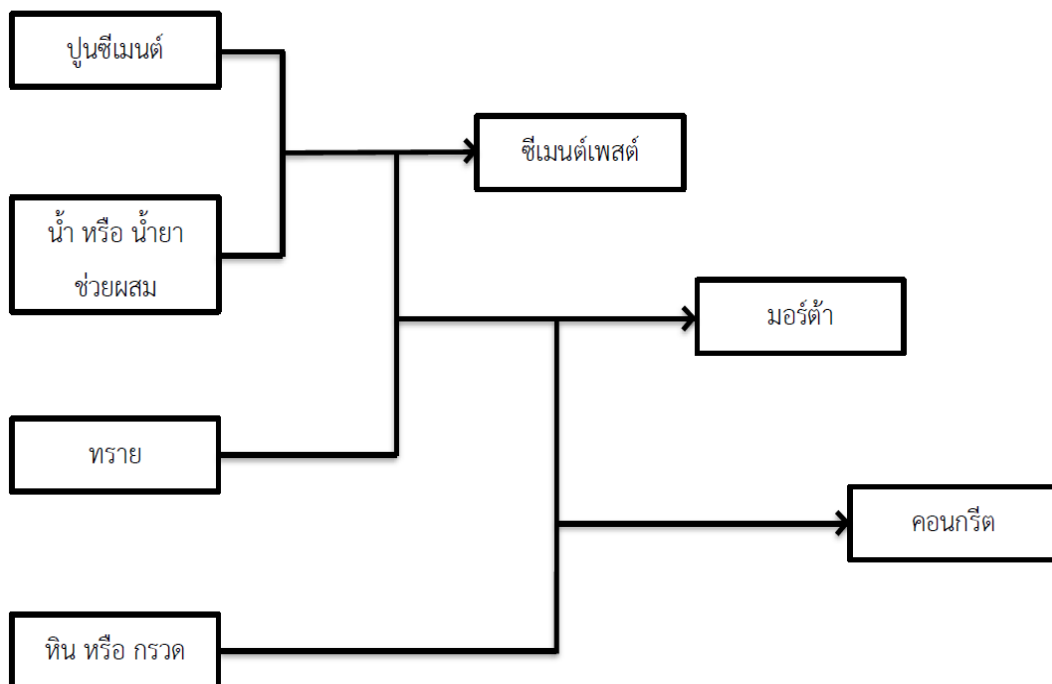 ปูนซีเมนต์
ซีเมนต์เพสต์
น้ำ หรือ น้ำยา
ช่วยผสม
มอร์ต้า
ทราย
คอนกรีต
หิน หรือ กรวด